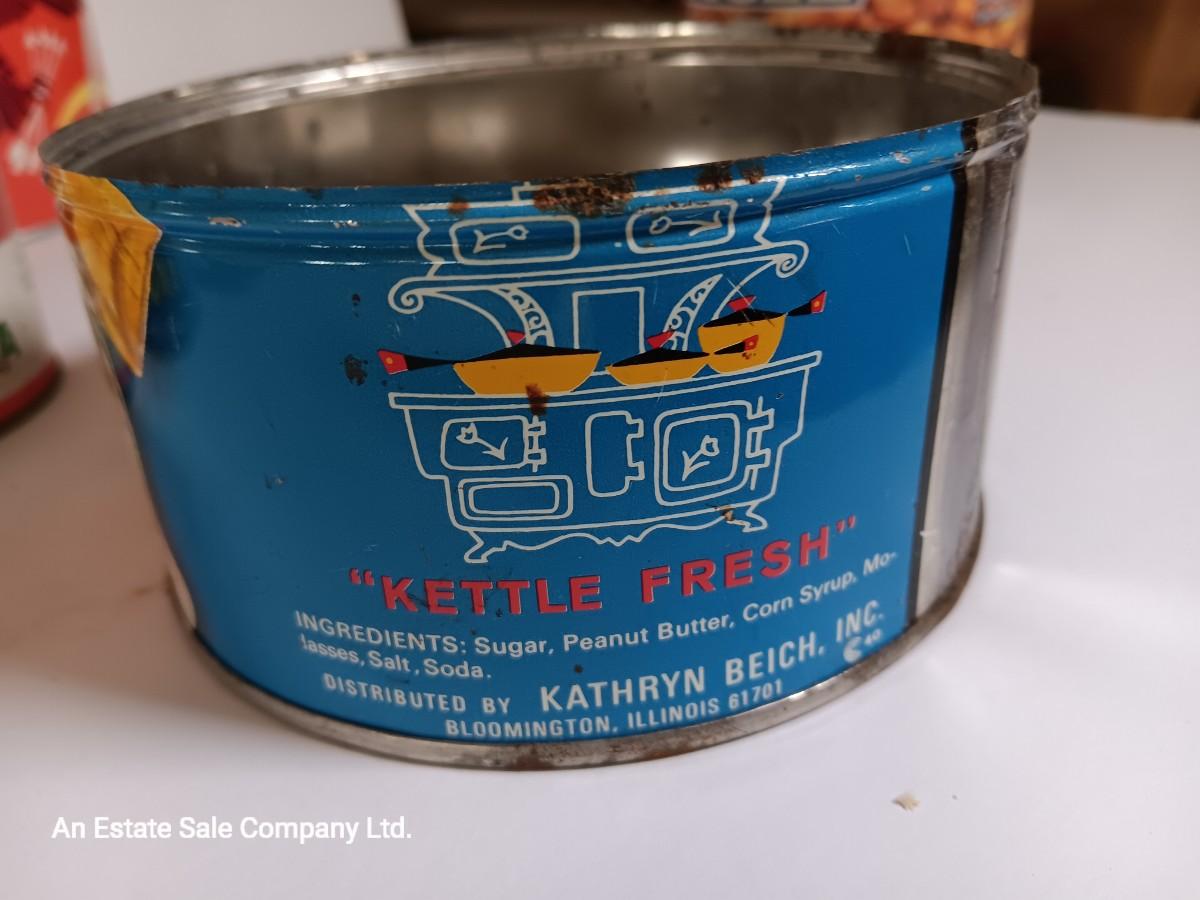 "KETTLE FRESH"
INGREDIENTS: Sugar, Peanut Butter, Corn Syrup, Mo-
lasses, Salt, Soda.
DISTRIBUTED BY KATHRYN BEICH, INC.
BLOOMINGTON, ILLINOIS 61701
40
An Estate Sale Company Ltd.